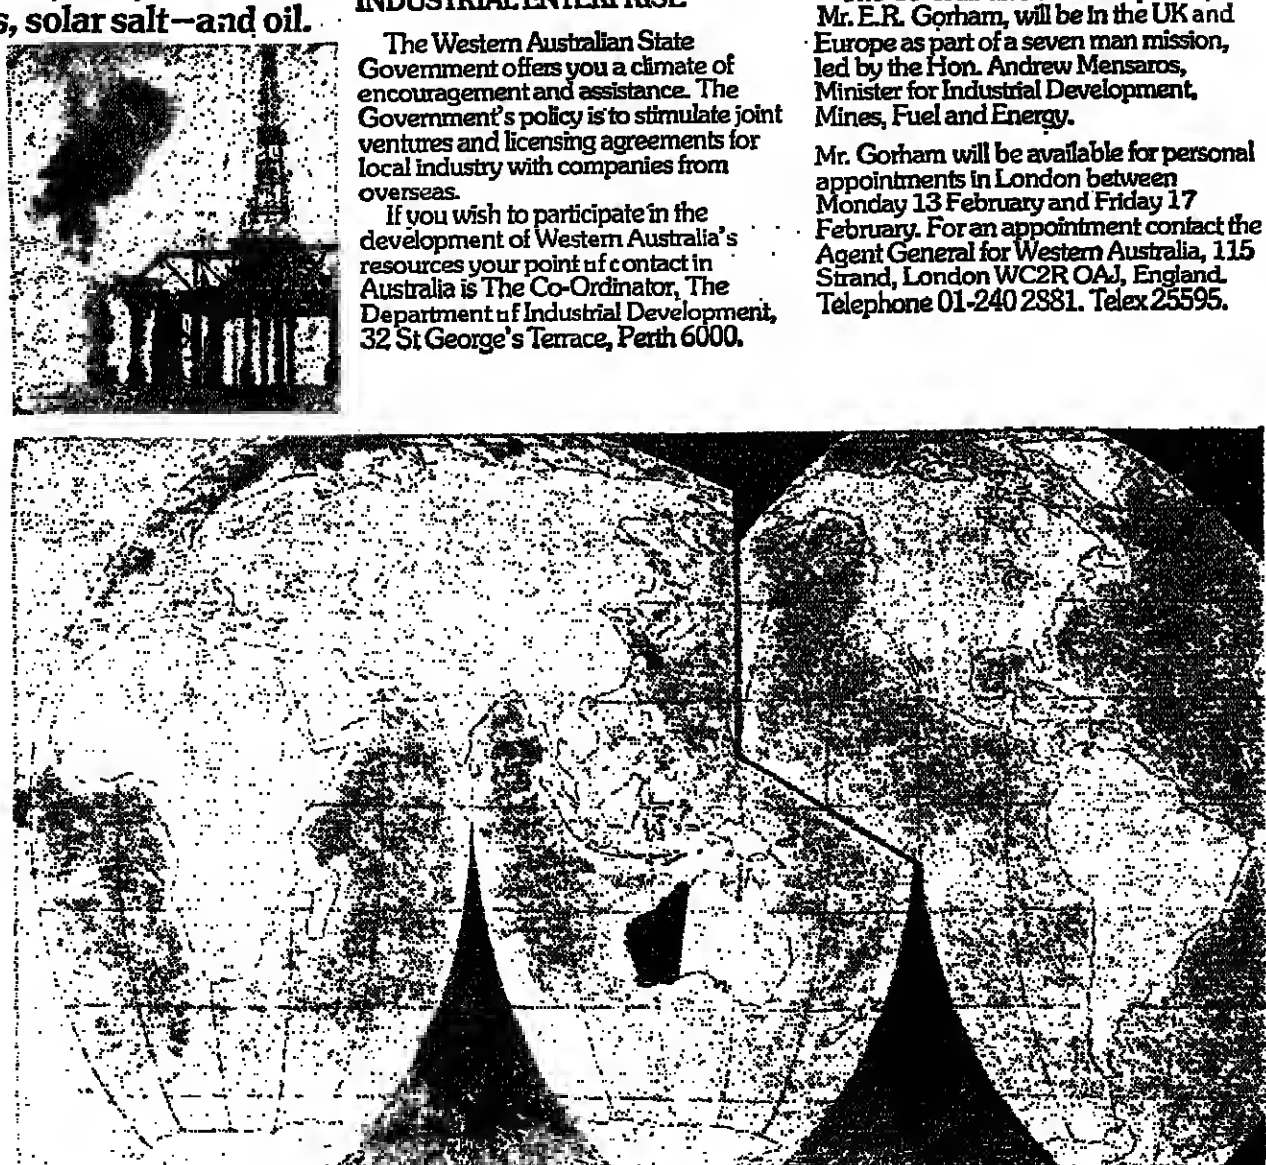 s, solar salt—and oil.
INDUSTRIAL ENTERPRISE
The Western Australian State
Government offers you a climate of
encouragement and assistance. The
Government's policy is to stimulate joint
ventures and licensing agreements for
local industry with companies from
overseas.
If you wish to participate in the
development of Western Australia's
resources your point of contact in
Australia is The Co-Ordinator, The
Department of Industrial Development,
32 St George's Terrace, Perth 6000.
Mr. E.R. Gorham, will be in the UK and
Europe as part of a seven man mission,
led by the Hon. Andrew Mensaros,
Minister for Industrial Development,
Mines, Fuel and Energy.
Mr. Gorham will be available for personal
appointments in London between
Monday 13 February and Friday 17
February. For an appointment contact the
Agent General for Western Australia, 115
Strand, London WC2R OAJ, England.
Telephone 01-240 2881. Telex 25595.